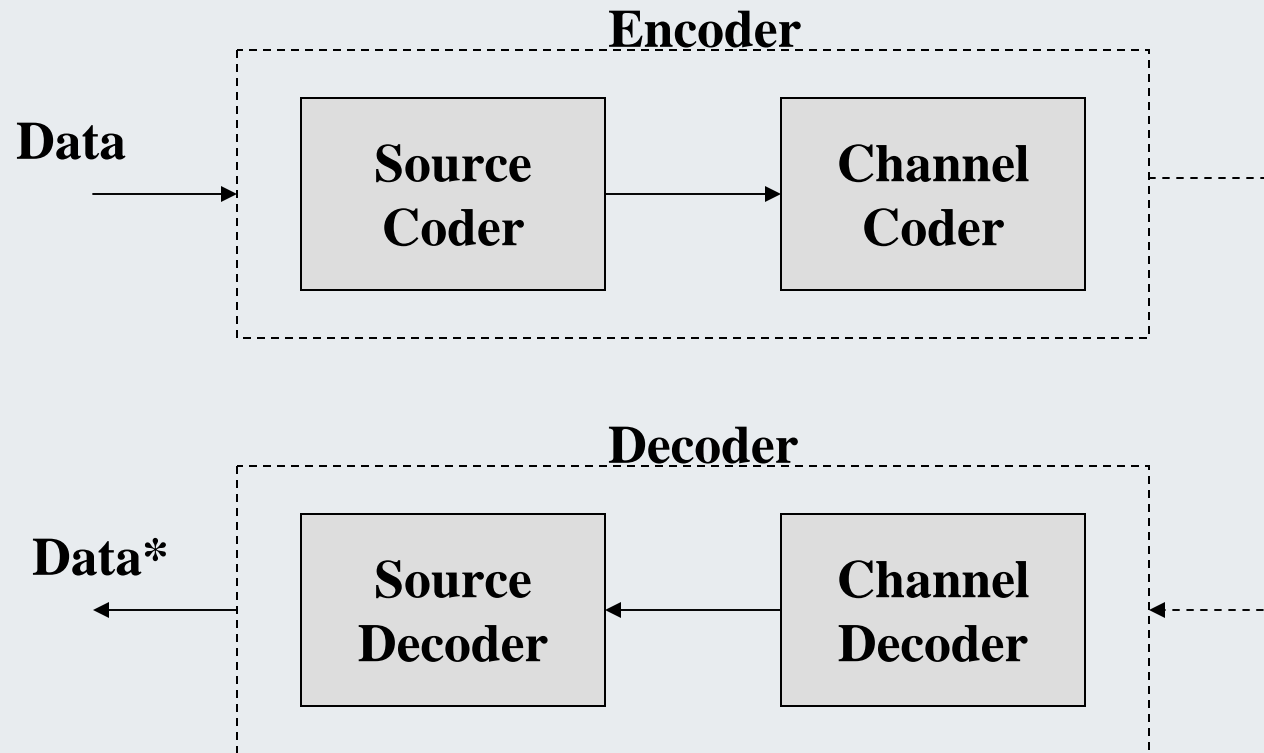 Encoder
Data
Source
Coder
Channel
Coder
Decoder
Data*
Source
Decoder
Channel
Decoder